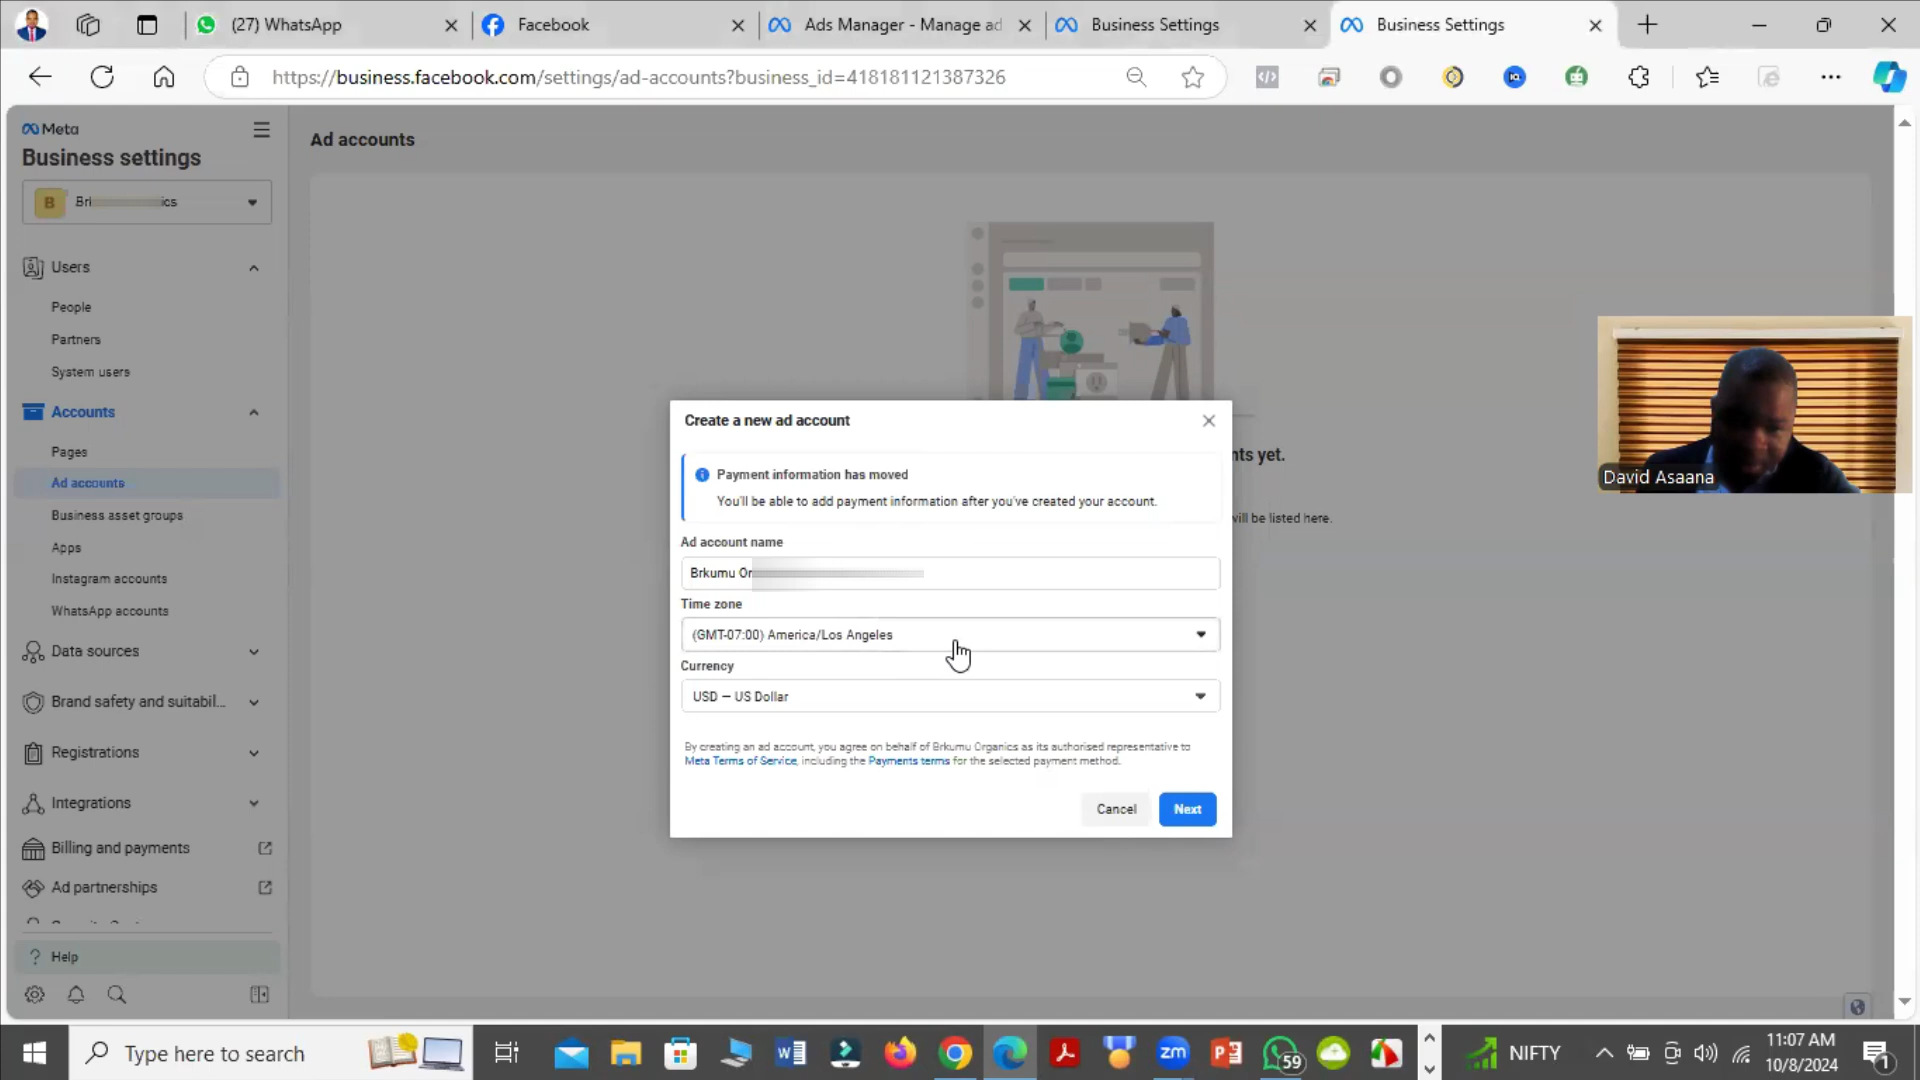 (27) WhatsApp
Facebook
Ads Manager - Manage ad
Business Settings
Business Settings
https://business.facebook.com/settings/ad-accounts?business_id=418181121387326
Meta
Business settings
B
Bri ics
Users
People
Partners
System users
Accounts
Pages
Ad accounts
Business asset groups
Apps
Instagram accounts
WhatsApp accounts
Data sources
Brand safety and suitabil...
Registrations
Integrations
Billing and payments
Ad partnerships
? Help
Ad accounts
nts yet.
will be listed here.
Create a new ad account
Payment information has moved
You'll be able to add payment information after you've created your account.
Ad account name
Brkumu Or
Time zone
(GMT-07:00) America/Los Angeles
Currency
USD – US Dollar
By creating an ad account, you agree on behalf of Brkumu Organics as its authorised representative to
Meta Terms of Service, including the Payments terms for the selected payment method.
Cancel
Next
David Asaana
Type here to search
zm
59
NIFTY
11:07 AM
10/8/2024
1